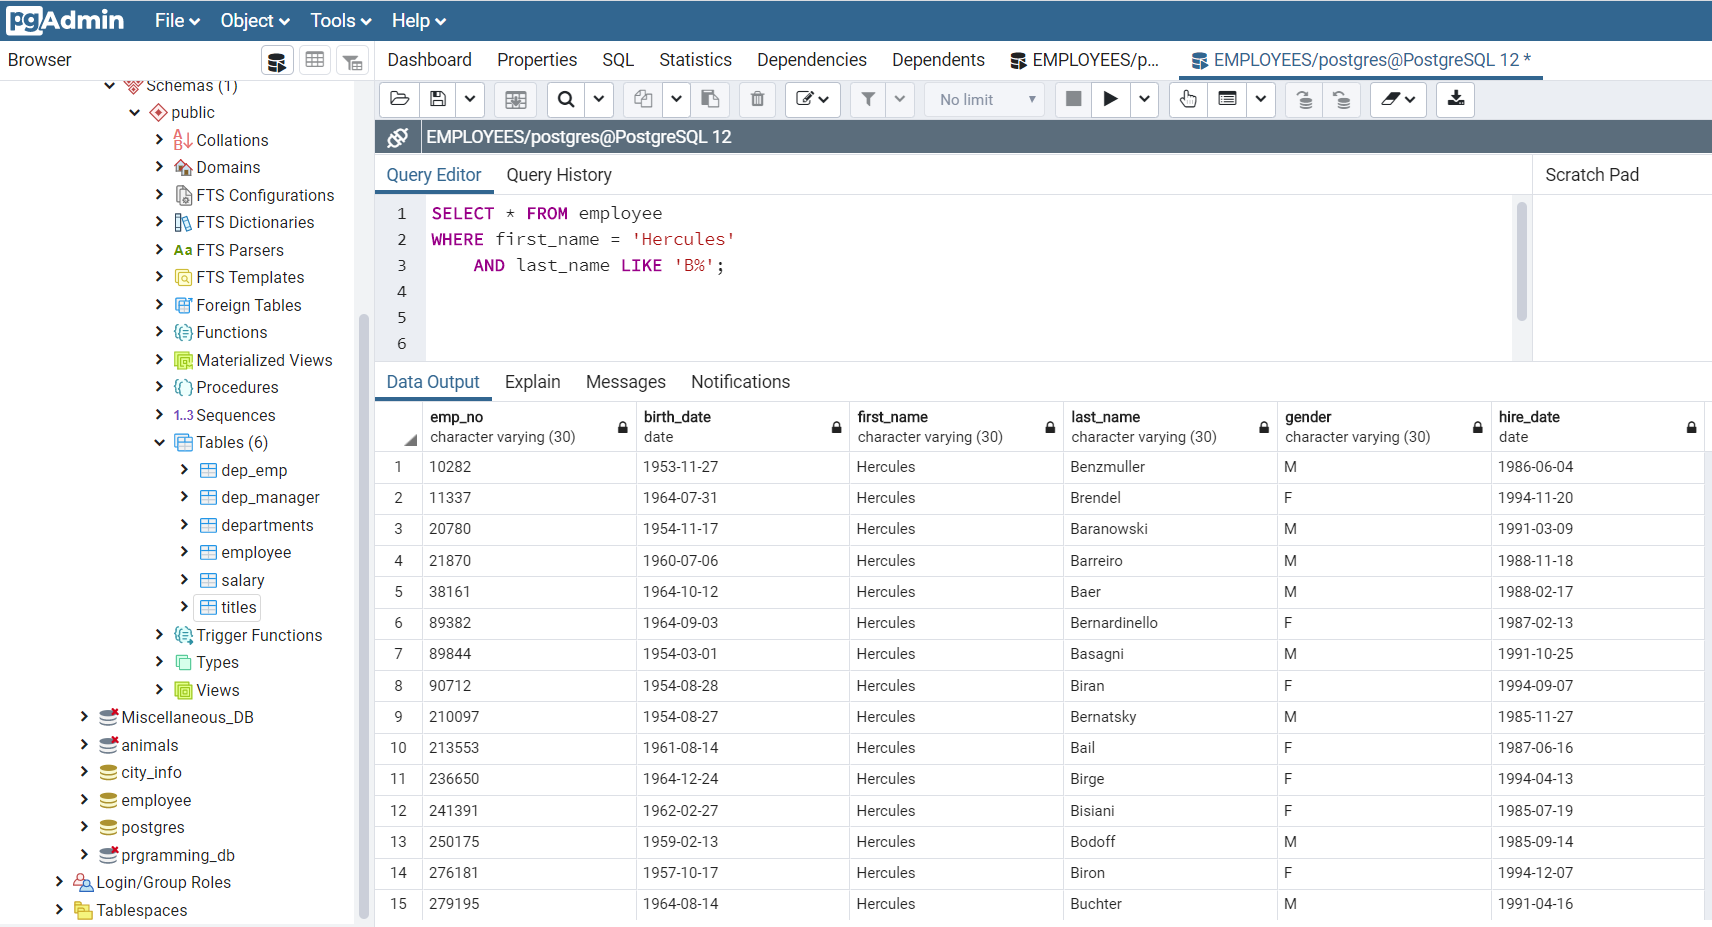 pgAdmin File Object Tools Help
Browser
Dashboard Properties SQL Statistics Dependencies Dependents EMPLOYEES/p... EMPLOYEES/postgres@PostgreSQL 12 *
No limit
EMPLOYEES/postgres@PostgreSQL 12
Query Editor Query History
Scratch Pad
1 SELECT * FROM employee
2 WHERE first_name = 'Hercules'
3 AND last_name LIKE 'B%';
4
5
6
Schemas (1)
public
Collations
Domains
FTS Configurations
FTS Dictionaries
Aa FTS Parsers
FTS Templates
Foreign Tables
Functions
Materialized Views
Procedures
1..3 Sequences
Tables (6)
dep_emp
dep_manager
departments
employee
salary
titles
Trigger Functions
Types
Views
Miscellaneous_DB
animals
city_info
employee
postgres
prgramming_db
Login/Group Roles
Tablespaces
Data Output Explain Messages Notifications
emp_no birth_date first_name last_name gender hire_date
character varying (30) date character varying (30) character varying (30) character varying (30) date
1 10282 1953-11-27 Hercules Benzmuller M 1986-06-04
2 11337 1964-07-31 Hercules Brendel F 1994-11-20
3 20780 1954-11-17 Hercules Baranowski M 1991-03-09
4 21870 1960-07-06 Hercules Barreiro M 1988-11-18
5 38161 1964-10-12 Hercules Baer M 1988-02-17
6 89382 1964-09-03 Hercules Bernardinello F 1987-02-13
7 89844 1954-03-01 Hercules Basagni M 1991-10-25
8 90712 1954-08-28 Hercules Biran F 1994-09-07
9 210097 1954-08-27 Hercules Bernatsky M 1985-11-27
10 213553 1961-08-14 Hercules Bail F 1987-06-16
11 236650 1964-12-24 Hercules Birge F 1994-04-13
12 241391 1962-02-27 Hercules Bisiani F 1985-07-19
13 250175 1959-02-13 Hercules Bodoff M 1985-09-14
14 276181 1957-10-17 Hercules Biron F 1994-12-07
15 279195 1964-08-14 Hercules Buchter M 1991-04-16